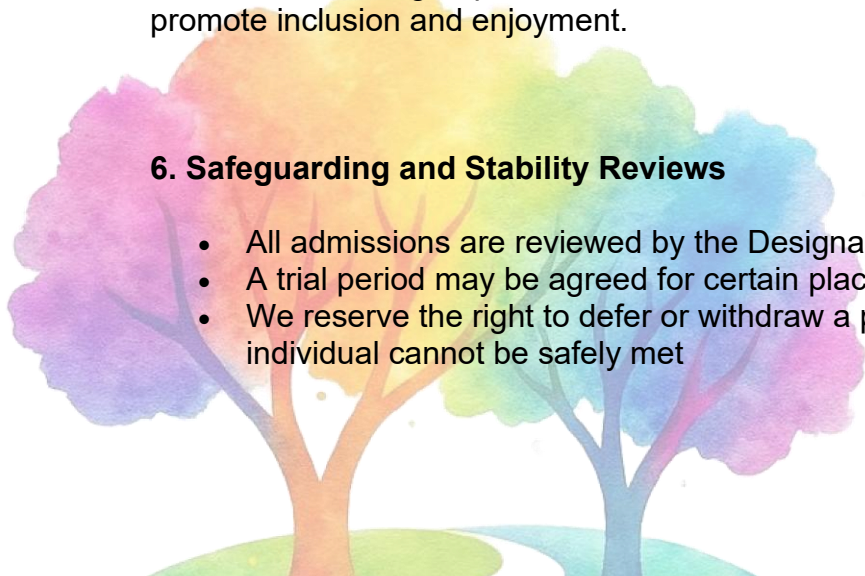 promote inclusion and enjoyment.
6. Safeguarding and Stability Reviews
• All admissions are reviewed by the
• A trial period may be agreed for certain
• We reserve the right to defer or withdraw a
individual cannot be safely met